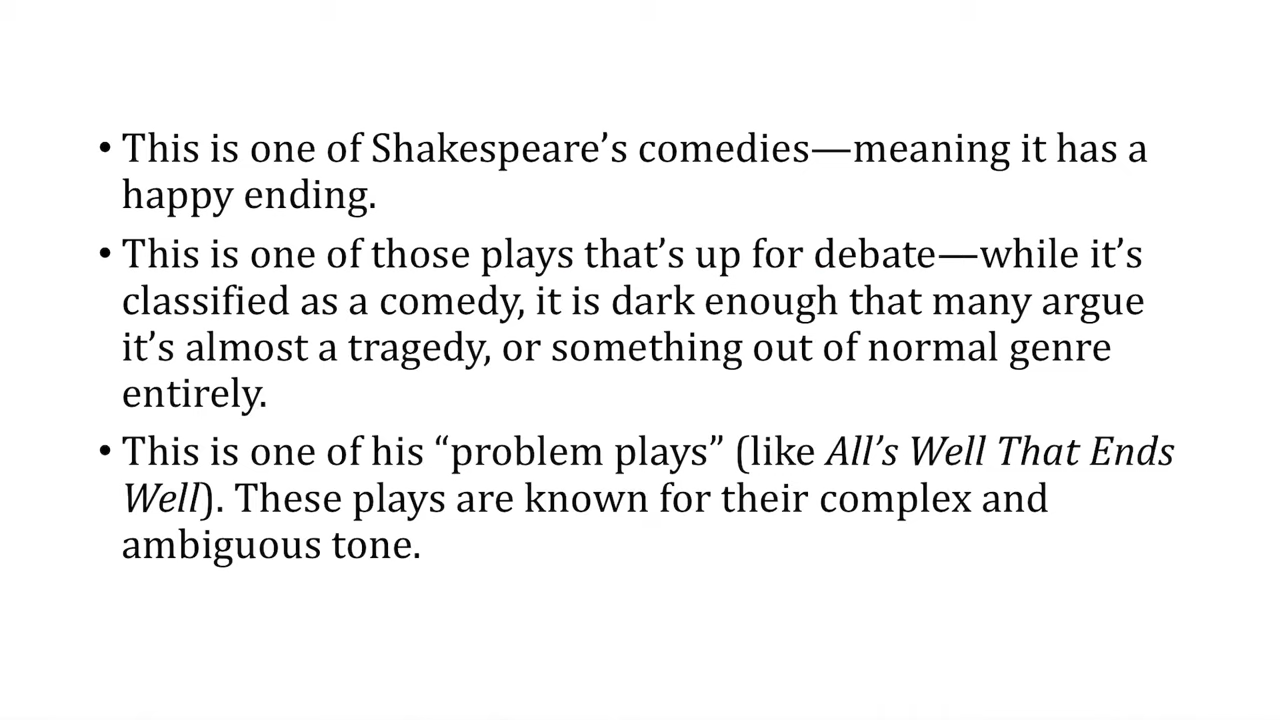 • This is one of Shakespeare’s comedies—meaning it has a
happy ending.
• This is one of those plays that’s up for debate—while it’s
classified as a comedy, it is dark enough that many argue
it’s almost a tragedy, or something out of normal genre
entirely.
• This is one of his “problem plays” (like All’s Well That Ends
Well). These plays are known for their complex and
ambiguous tone.